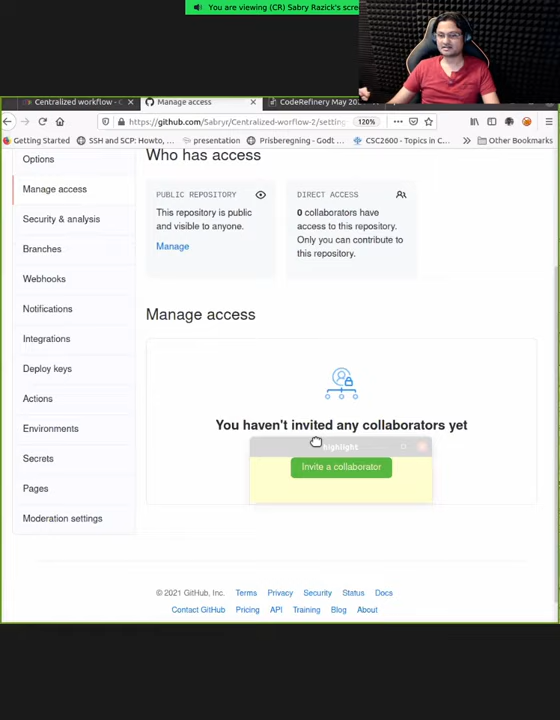 You are viewing (CR) Sabry Razick's scre
Centralized workflow - C
Manage access
CodeRefinery May 20
https://github.com/Sabryr/Centralized-workflow-2/setting
120%
Getting Started
SSH and SCP: Howto, ...
presentation
Prisberegning - Godt ...
CSC2600 - Topics in C...
Other Bookmarks
Options
Manage access
Security & analysis
Branches
Webhooks
Notifications
Integrations
Deploy keys
Actions
Environments
Secrets
Pages
Moderation settings
Who has access
PUBLIC REPOSITORY
This repository is public
and visible to anyone.
Manage
DIRECT ACCESS
0 collaborators have
access to this repository.
Only you can contribute to
this repository.
Manage access
You haven't invited any collaborators yet
highlight
Invite a collaborator
© 2021 GitHub, Inc. Terms Privacy Security Status Docs
Contact GitHub Pricing API Training Blog About